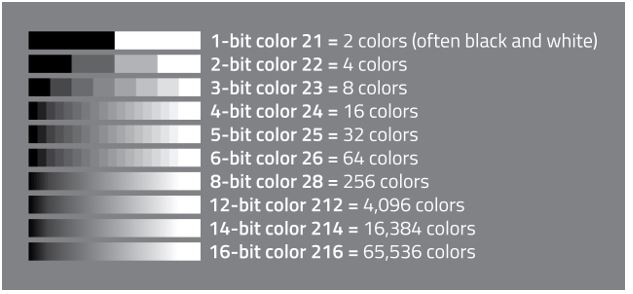 1-bit color 21 = 2 colors (often black and white)
2-bit color 22 = 4 colors
3-bit color 23 = 8 colors
4-bit color 24 = 16 colors
5-bit color 25 = 32 colors
6-bit color 26 = 64 colors
8-bit color 28 = 256 colors
12-bit color 212 = 4,096 colors
14-bit color 214 = 16,384 colors
16-bit color 216 = 65,536 colors